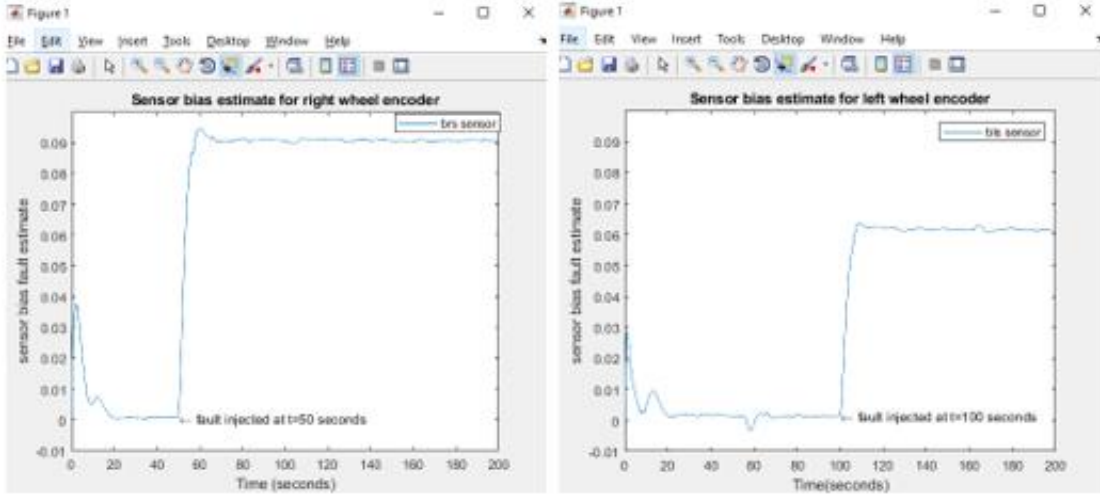 Figure 1
File Edit View Insert Tools Desktop Window Help
Sensor bias estimate for right wheel encoder
brs sensor
0.09
0.08
0.07
0.06
0.05
0.04
0.03
0.02
0.01
0
-0.01
sensor bias fault estimate
fault injected at t=50 seconds
0 20 40 60 80 100 120 140 160 180 200
Time (seconds)
Figure 1
File Edit View Insert Tools Desktop Window Help
Sensor bias estimate for left wheel encoder
bls sensor
0.09
0.08
0.07
0.06
0.05
0.04
0.03
0.02
0.01
0
-0.01
sensor bias fault estimate
fault injected at t=100 seconds
0 20 40 60 80 100 120 140 160 180 200
Time(seconds)